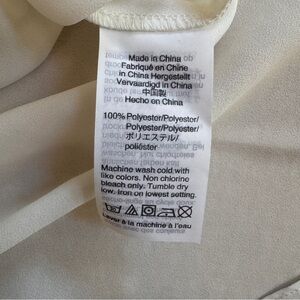 Made in China
Fabriqué en Chine
in China Hergestellt
Vervaardigd in China
中国製
Hecho en China
100% Polyester/Polyester/
Polyester/Polyester/
ポリエステル/
poliéster
Machine wash cold with
like colors. Non chlorine
bleach only. Tumble dry
low. Iron on lowest setting.
Laver à la machine à l'eau